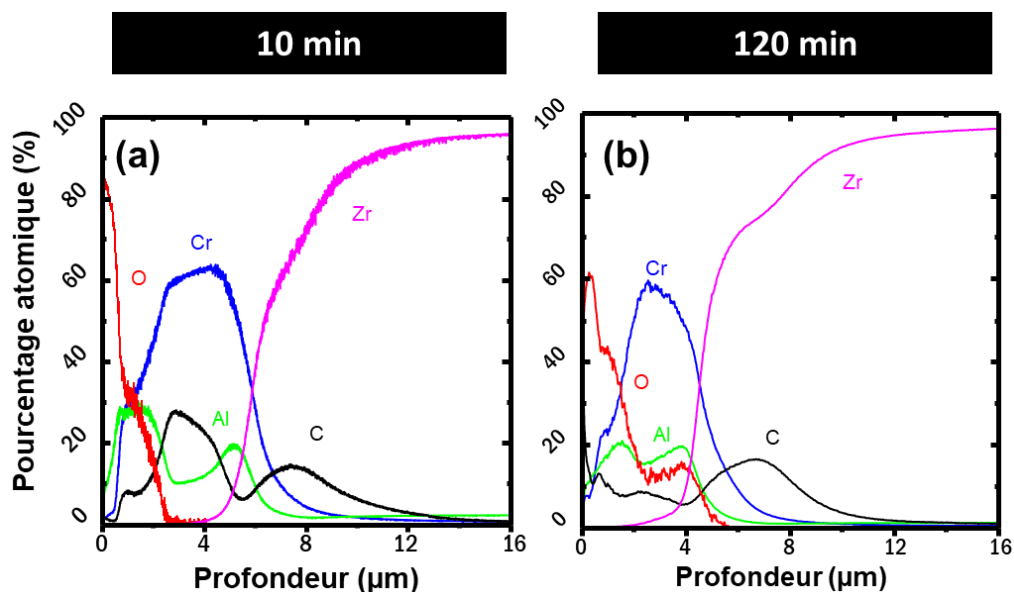 10 min
120 min
Pourcentage atomique (%)
100
80
60
40
20
0
(a)
O
Cr
Al
C
Zr
0
4
8
12
16
Profondeur (µm)
100
80
60
40
20
0
(b)
O
Cr
Al
C
Zr
0
4
8
12
16
Profondeur (µm)